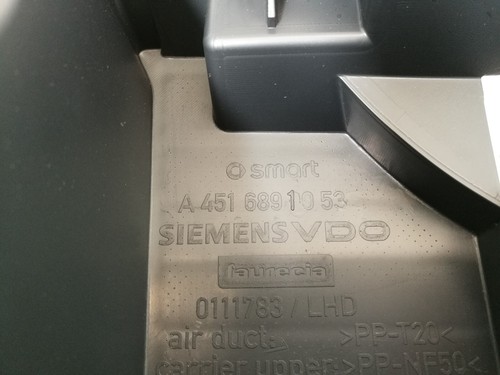 smart
A 451 689 10 53
SIEMENS VDO
faurecia
0111783 / LHD
air duct >PP-T20<
carrier upper >PP-NF50<